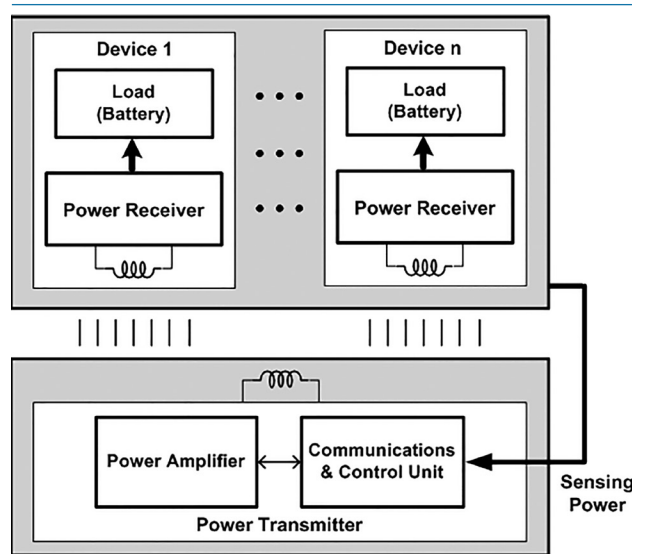 Device 1
Load
(Battery)
Power Receiver
Device n
Load
(Battery)
Power Receiver
Power Amplifier
Communications
& Control Unit
Power Transmitter
Sensing
Power